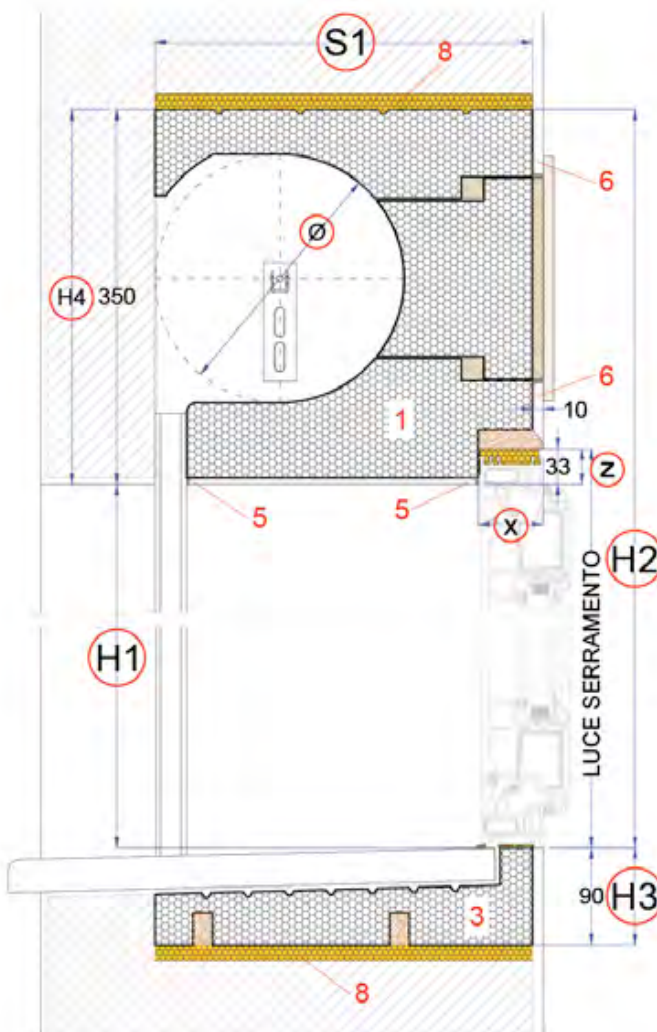 S1
8
6
Ø
H4 350
6
1
10
33 Z
5 5
X
H2
H1
LUCE SERRAMENTO
90 H3
3
8